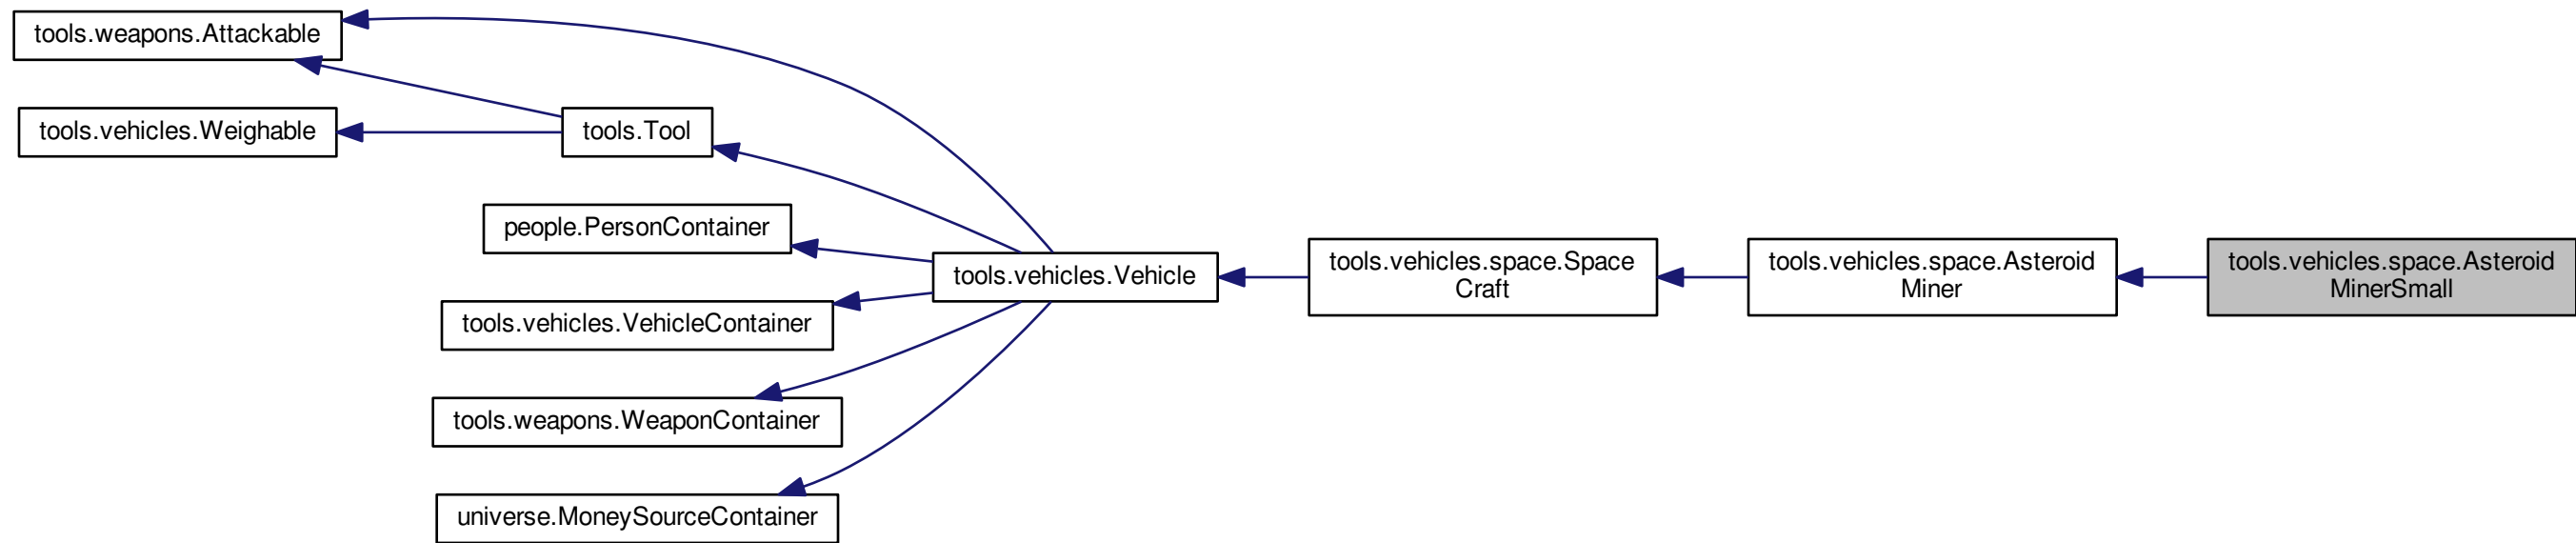 tools.weapons.Attackable
tools.vehicles.Weighable
tools.Tool
people.PersonContainer
tools.vehicles.VehicleContainer
tools.weapons.WeaponContainer
universe.MoneySourceContainer
tools.vehicles.Vehicle
tools.vehicles.space.Space
Craft
tools.vehicles.space.Asteroid
Miner
tools.vehicles.space.Asteroid
MinerSmall